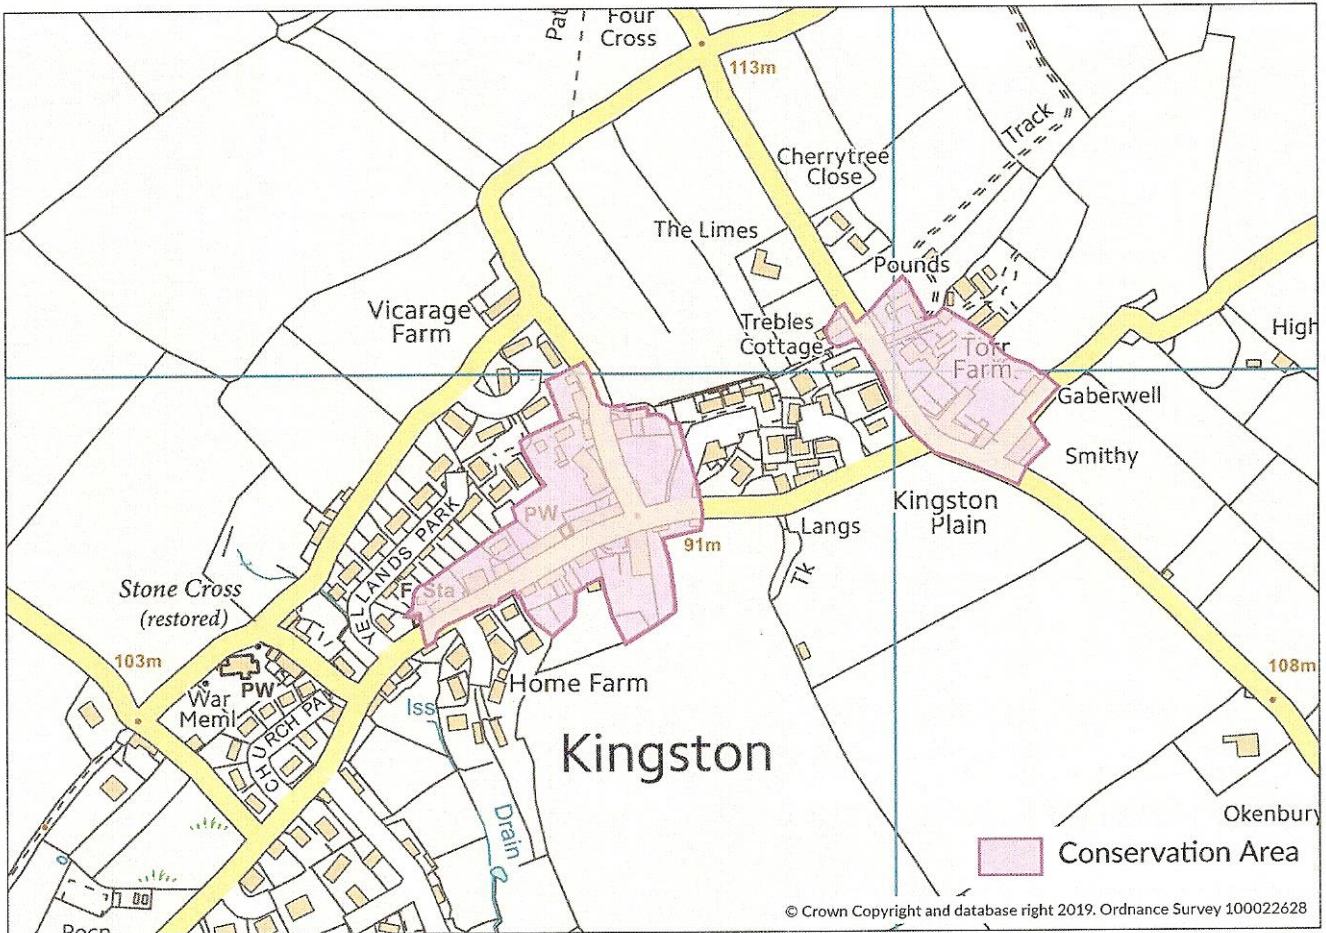 Four
Cross
113m
Track
Cherrytree
Close
The Limes
Pounds
Vicarage
Farm
Trebles
Cottage
Torr
Farm
High
Gaberwell
Smithy
PW
Kingston
Plain
Langs
91m
YELLANDS PARK
F Sta
Tk
Stone Cross
(restored)
103m
PW
War
Meml
Home Farm
108m
Iss
CHURCH PA
Kingston
Drain
Okenbury
Conservation Area
© Crown Copyright and database right 2019. Ordnance Survey 100022628